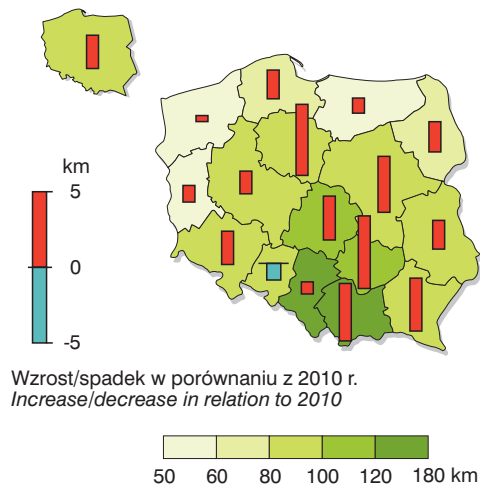 km
5
0
-5
Wzrost/spadek w porównaniu z 2010 r.
Increase/decrease in relation to 2010
50 60 80 100 120 180 km